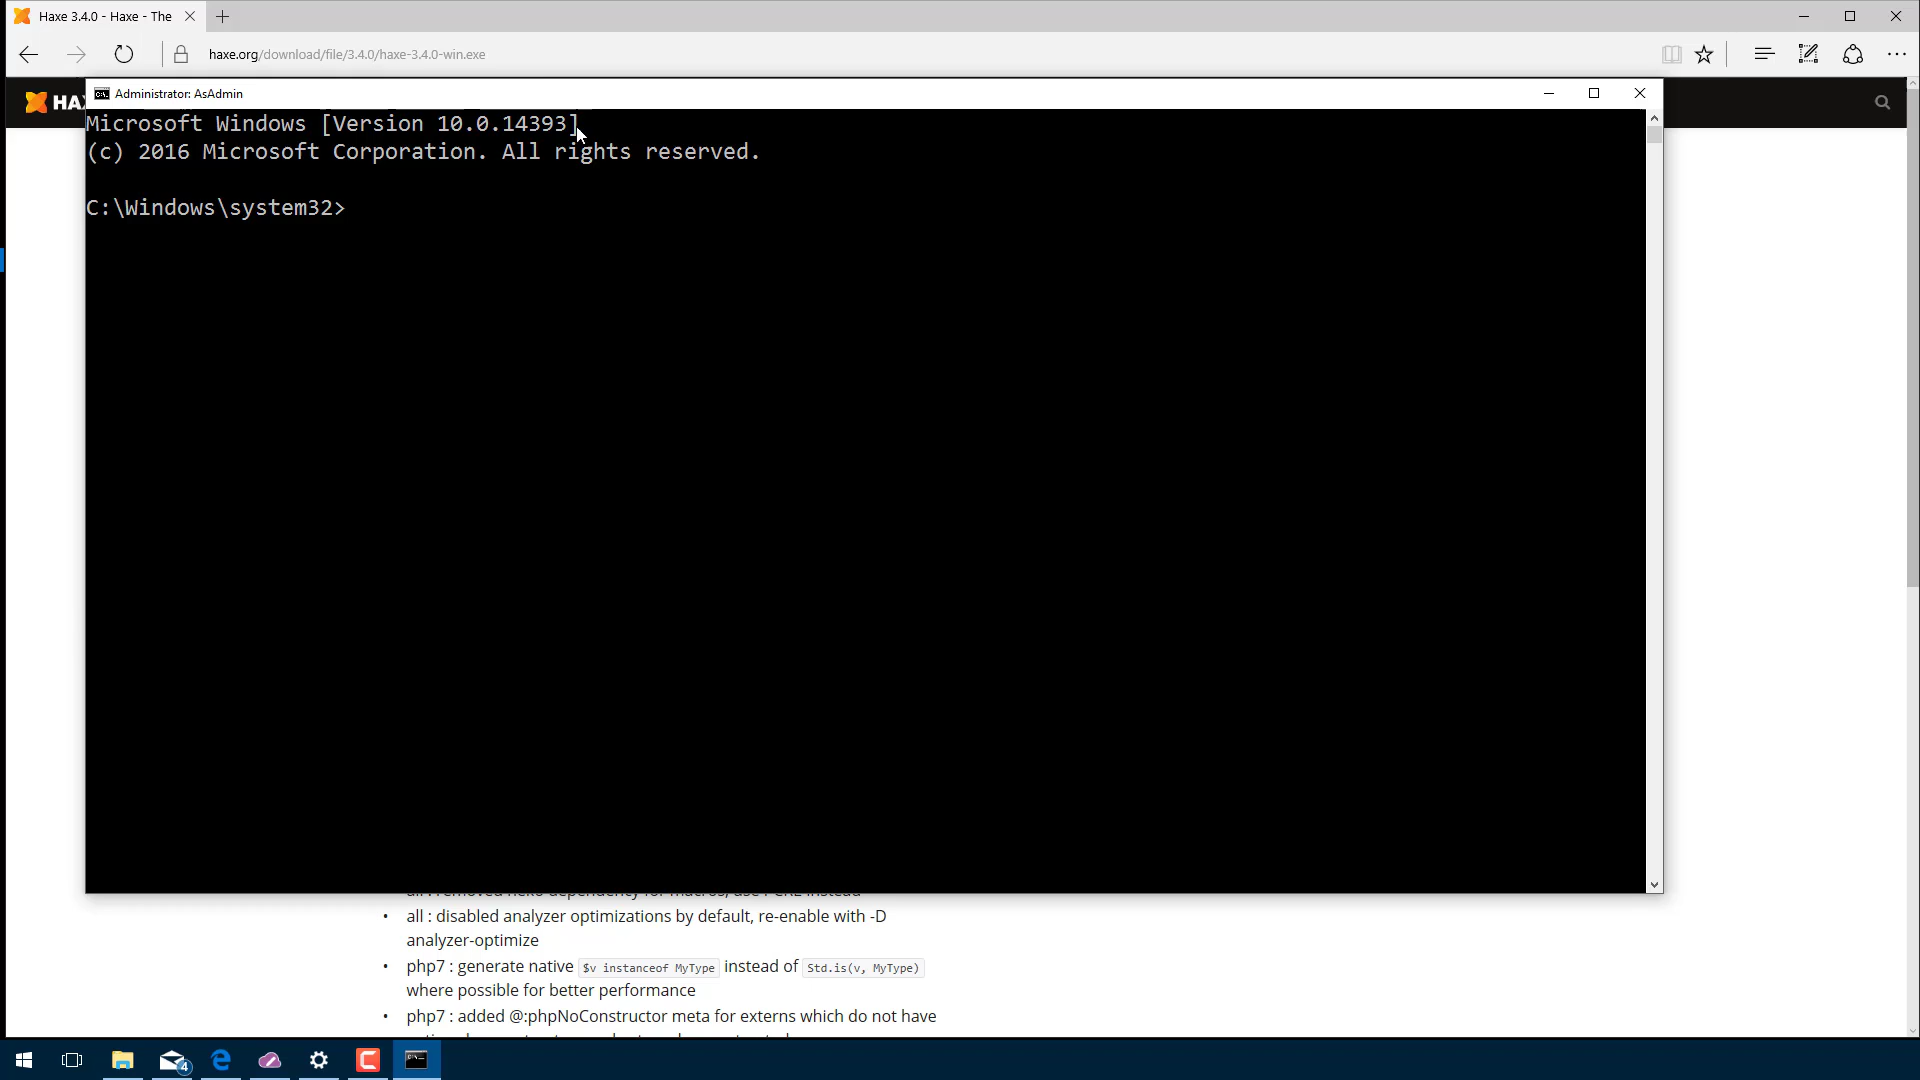 Haxe 3.4.0 - Haxe - The
haxe.org/download/file/3.4.0/haxe-3.4.0-win.exe
HAX
Administrator: AsAdmin
Microsoft Windows [Version 10.0.14393]
(c) 2016 Microsoft Corporation. All rights reserved.
C:\Windows\system32>
• all : disabled analyzer optimizations by default, re-enable with -D
analyzer-optimize
• php7 : generate native $v instanceof MyType instead of Std.is(v, MyType)
where possible for better performance
• php7 : added @:phpNoConstructor meta for externs which do not have
4